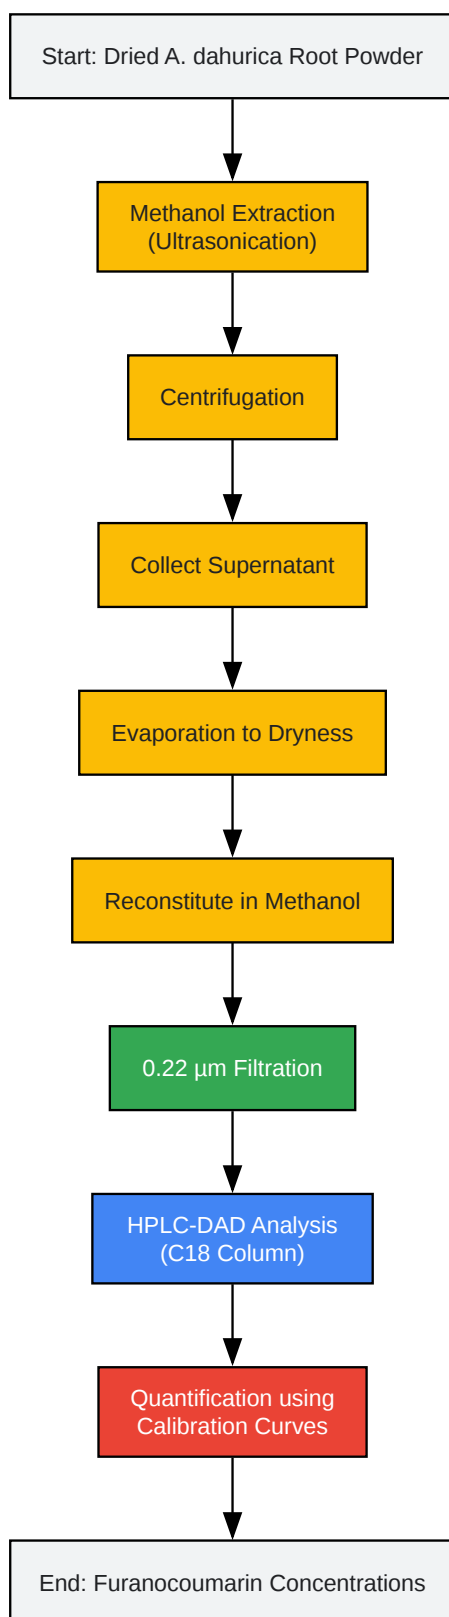 Start: Dried A. dahurica Root Powder
Methanol Extraction
(Ultrasonication)
Centrifugation
Collect Supernatant
Evaporation to Dryness
Reconstitute in Methanol
0.22 µm Filtration
HPLC-DAD Analysis
(C18 Column)
Quantification using
Calibration Curves
End: Furanocoumarin Concentrations